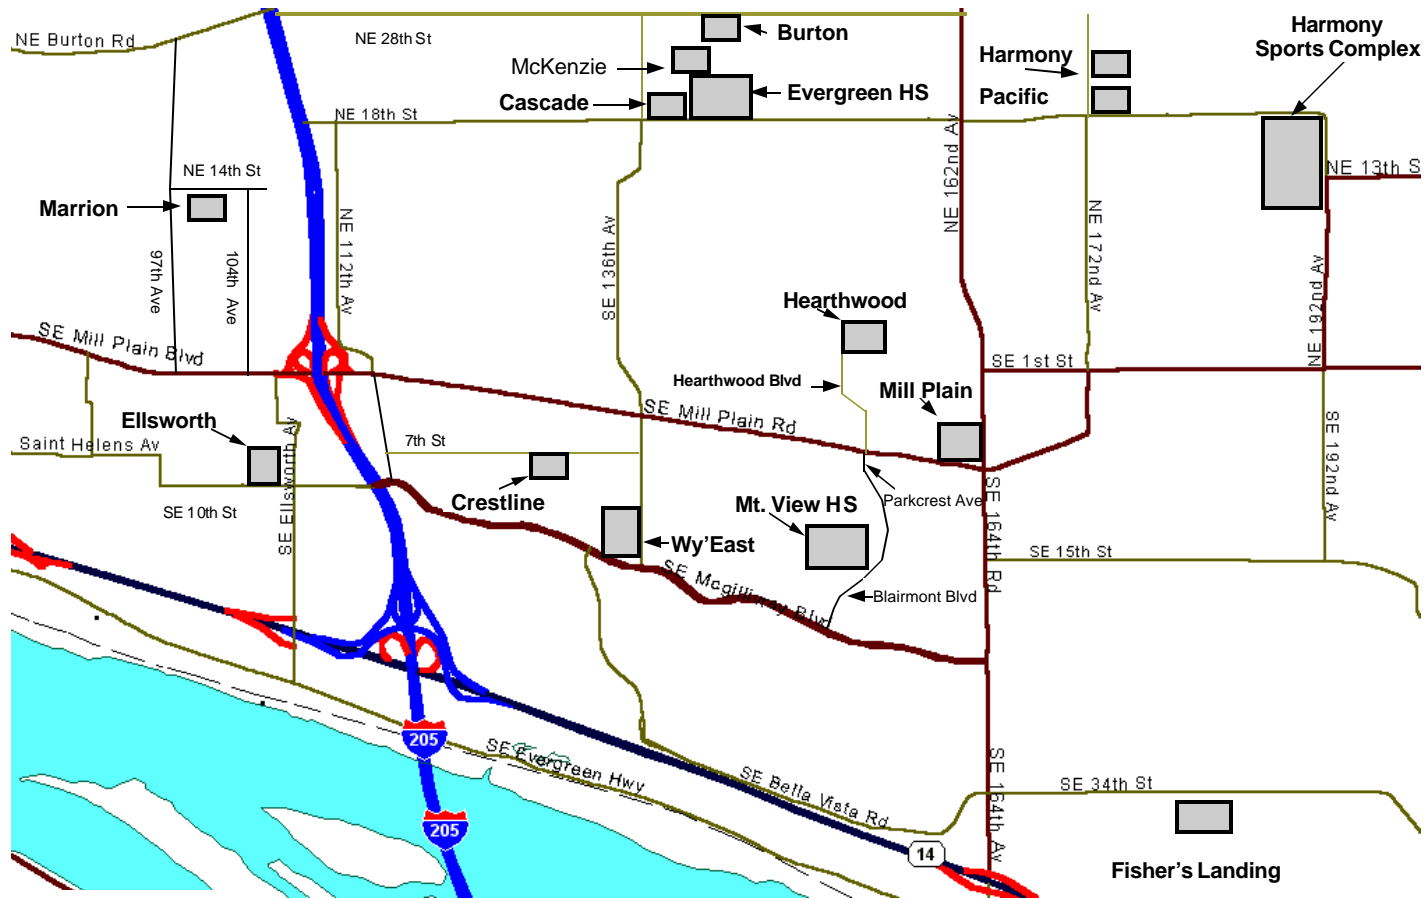 NE Burton Rd
NE 28th St
Burton
Harmony
Sports Complex
McKenzie
Harmony
Cascade
Evergreen HS
Pacific
NE 18th St
NE 162nd Av
NE 14th St
NE 13th S
Marrion
97th Ave
104th Ave
NE 112th Av
SE 136th Av
NE 172nd Av
NE 192nd Av
Hearthwood
SE Mill Plain Blvd
SE 1st St
Hearthwood Blvd
Mill Plain
SE Mill Plain Rd
Ellsworth
Saint Helens Av
7th St
SE Ellsworth Av
SE 192nd Av
Crestline
Parkcrest Ave
Mt. View HS
SE 10th St
SE 164th Rd
Wy'East
SE 15th St
SE Mcgillivray Blvd
Blairmont Blvd
205
SE Evergreen Hwy
SE Bella Vista Rd
SE 164th Av
SE 34th St
205
14
Fisher's Landing